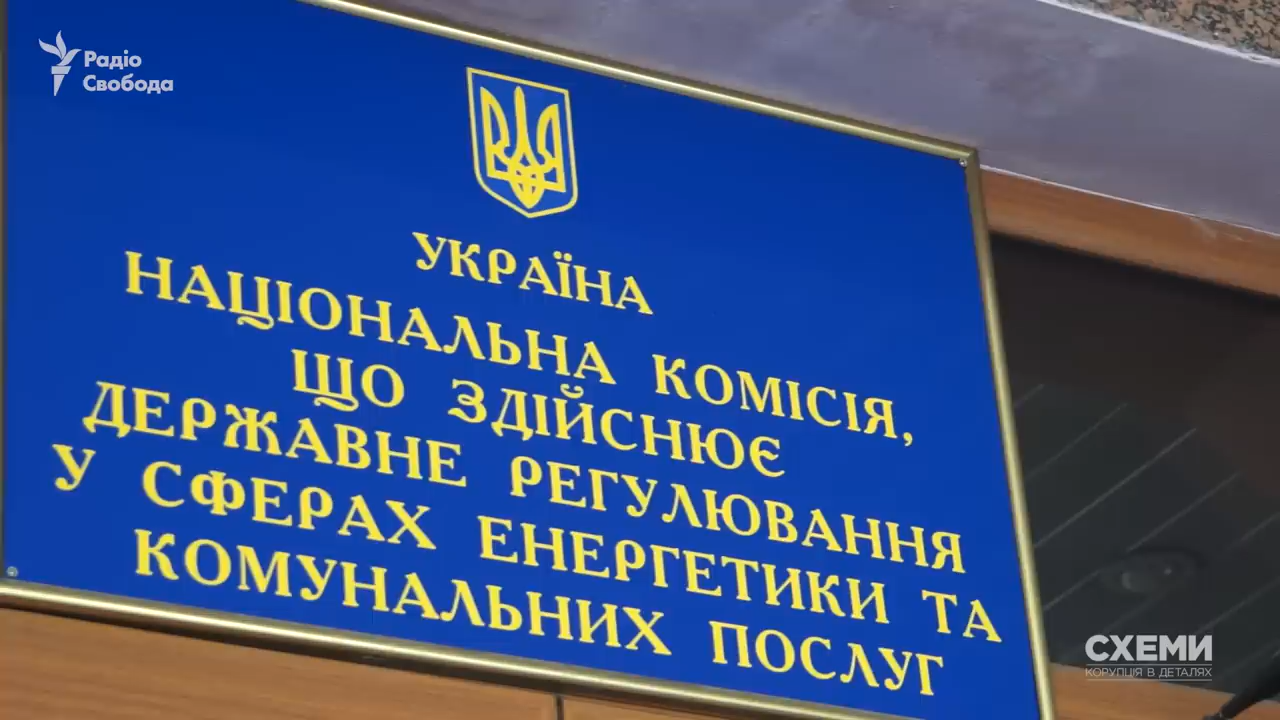 Радіо
Свобода
УКРАЇНА
НАЦІОНАЛЬНА КОМІСІЯ,
ЩО ЗДІЙСНЮЄ
ДЕРЖАВНЕ РЕГУЛЮВАННЯ
У СФЕРАХ ЕНЕРГЕТИКИ ТА
КОМУНАЛЬНИХ ПОСЛУГ
СХЕМИ
КОРУПЦІЯ В ДЕТАЛЯХ